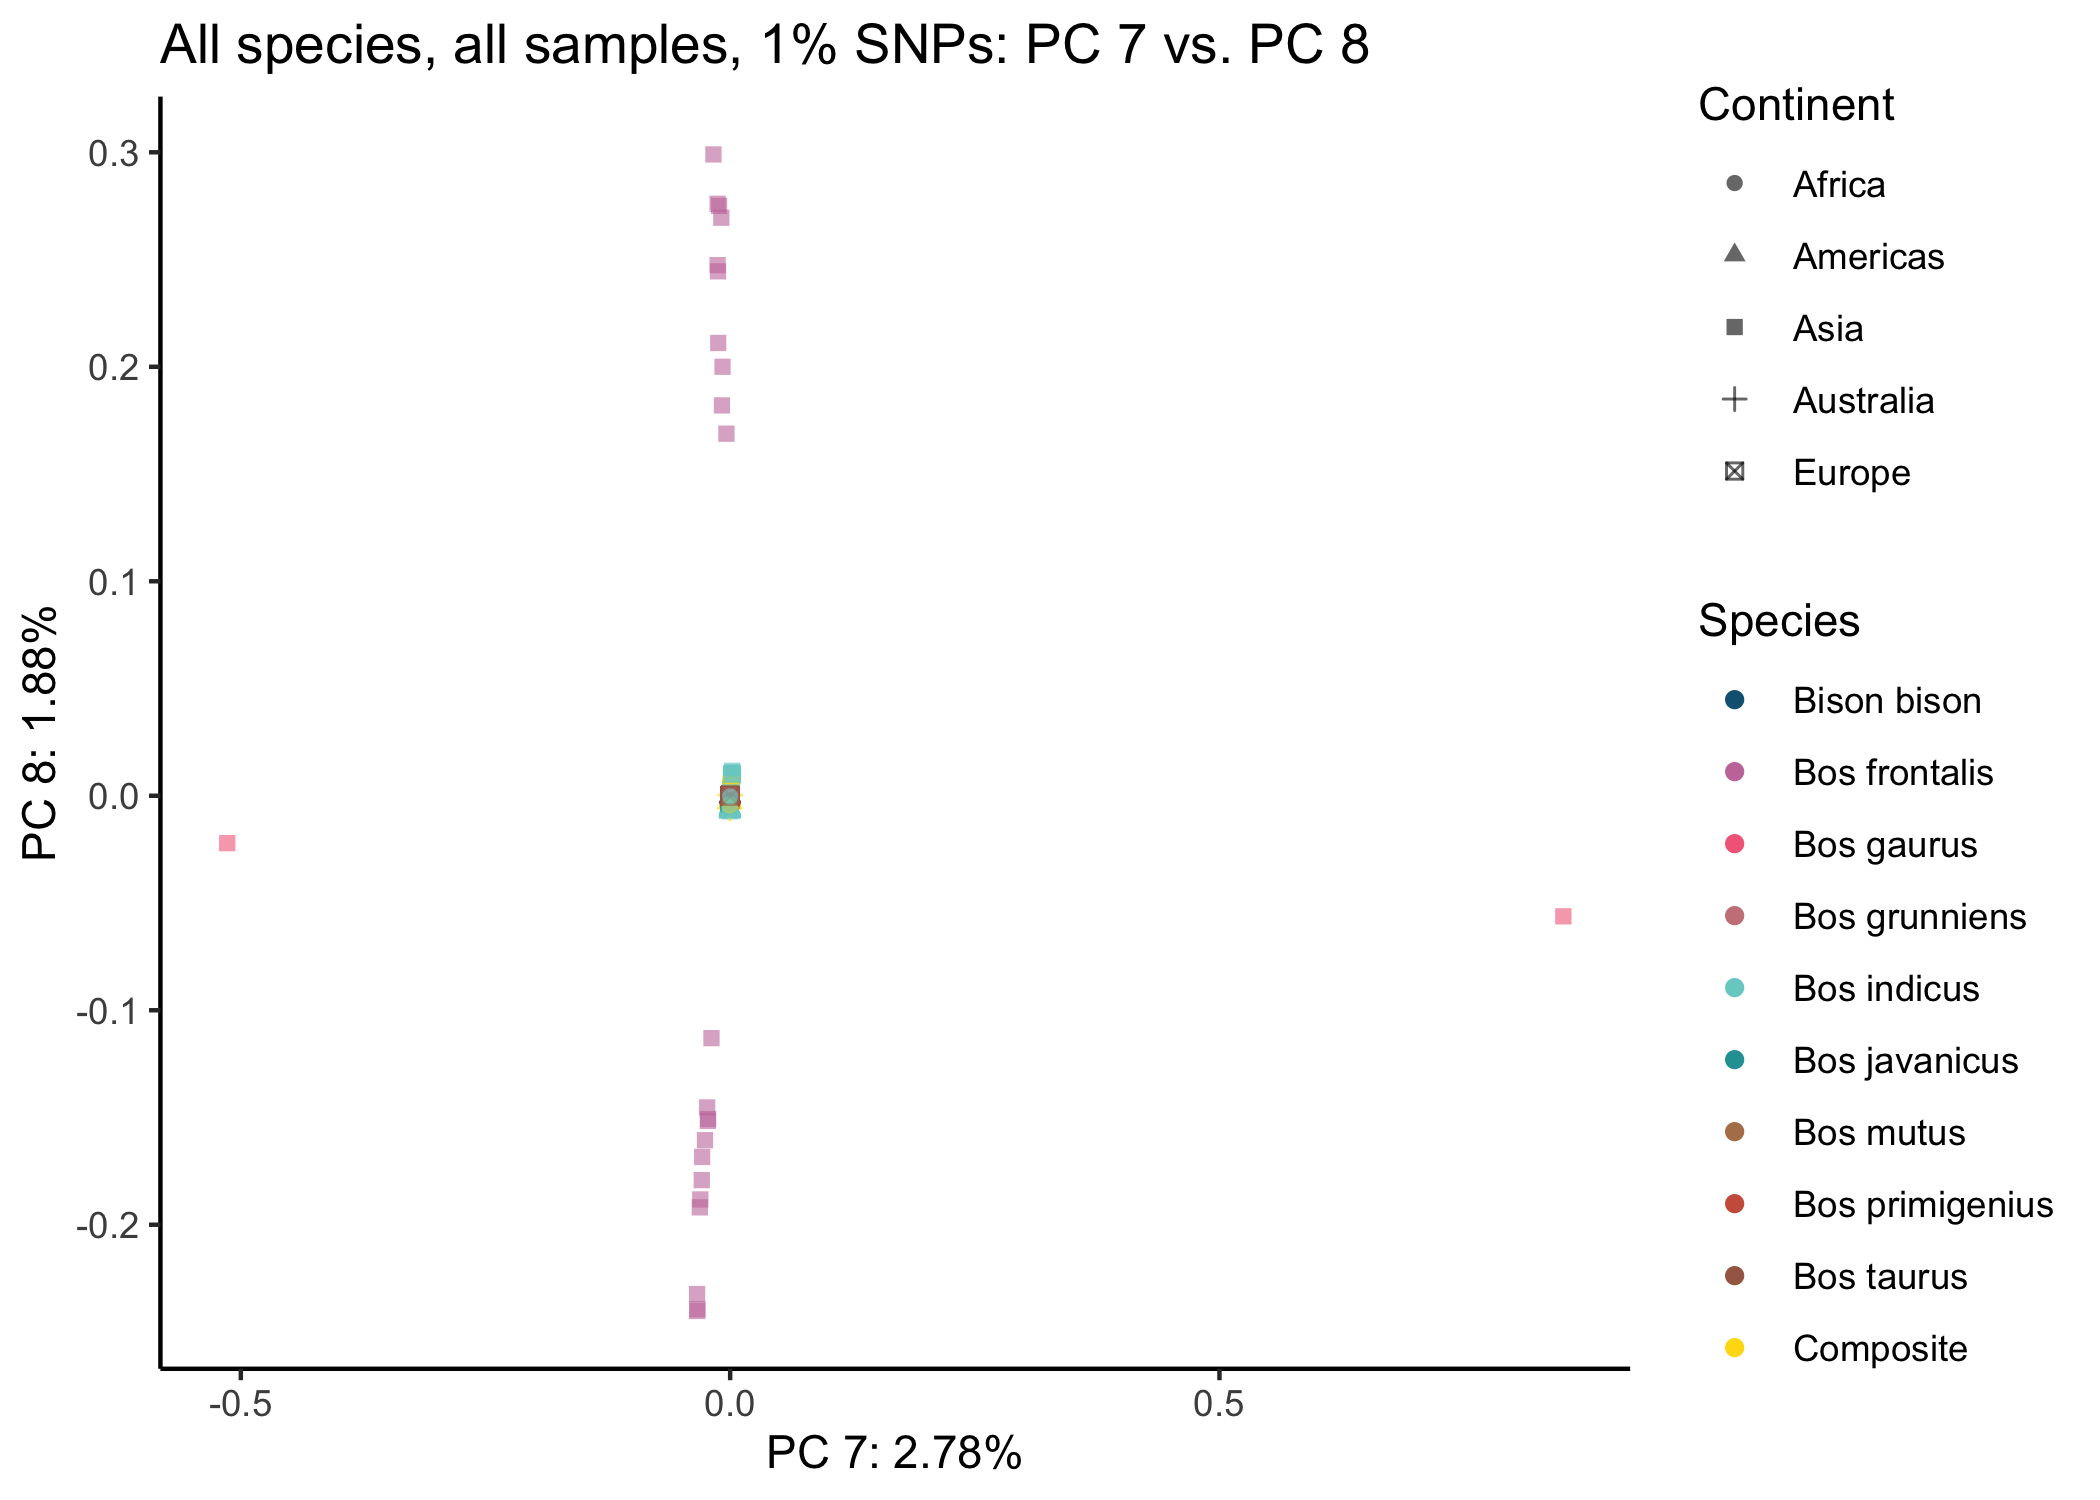 All species, all samples, 1% SNPs: PC 7 vs. PC 8
0.3
0.2
0.1
0.0
-0.1
-0.2
PC 8: 1.88%
-0.5
0.0
0.5
PC 7: 2.78%
Continent
Africa
Americas
Asia
Australia
Europe
Species
Bison bison
Bos frontalis
Bos gaurus
Bos grunniens
Bos indicus
Bos javanicus
Bos mutus
Bos primigenius
Bos taurus
Composite